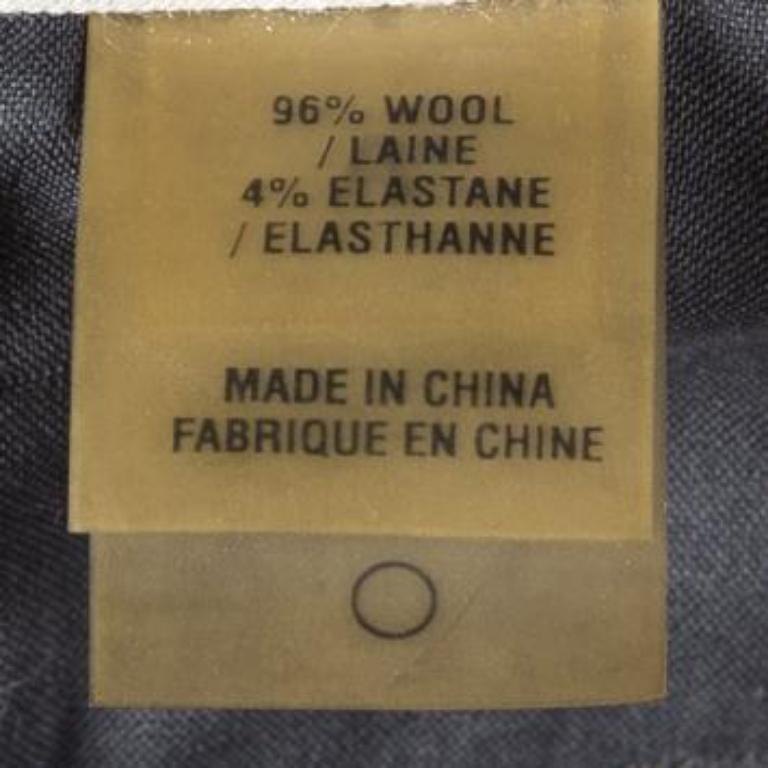 96% WOOL
/ LAINE
4% ELASTANE
/ ELASTHANNE
MADE IN CHINA
FABRIQUE EN CHINE